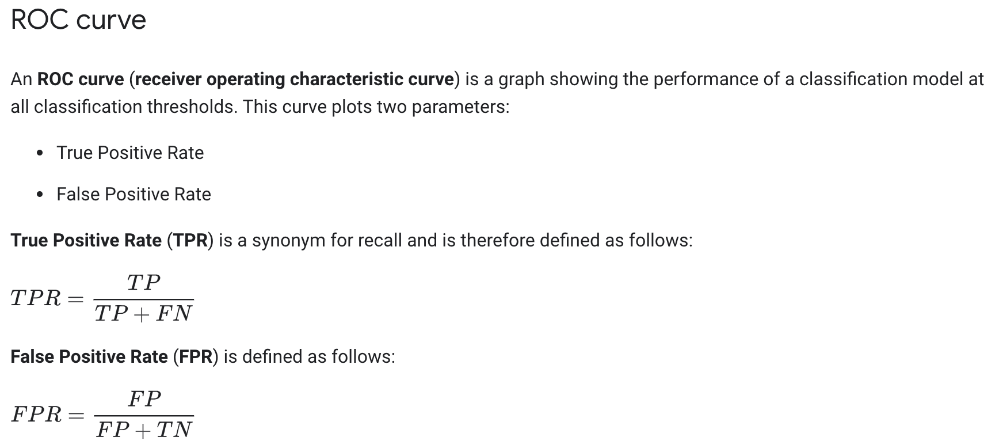 ROC curve
An ROC curve (receiver operating characteristic curve) is a graph showing the performance of a classification model at
all classification thresholds. This curve plots two parameters:
• True Positive Rate
• False Positive Rate
True Positive Rate (TPR) is a synonym for recall and is therefore defined as follows:
TPR = \frac{TP}{TP + FN}
False Positive Rate (FPR) is defined as follows:
FPR = \frac{FP}{FP + TN}